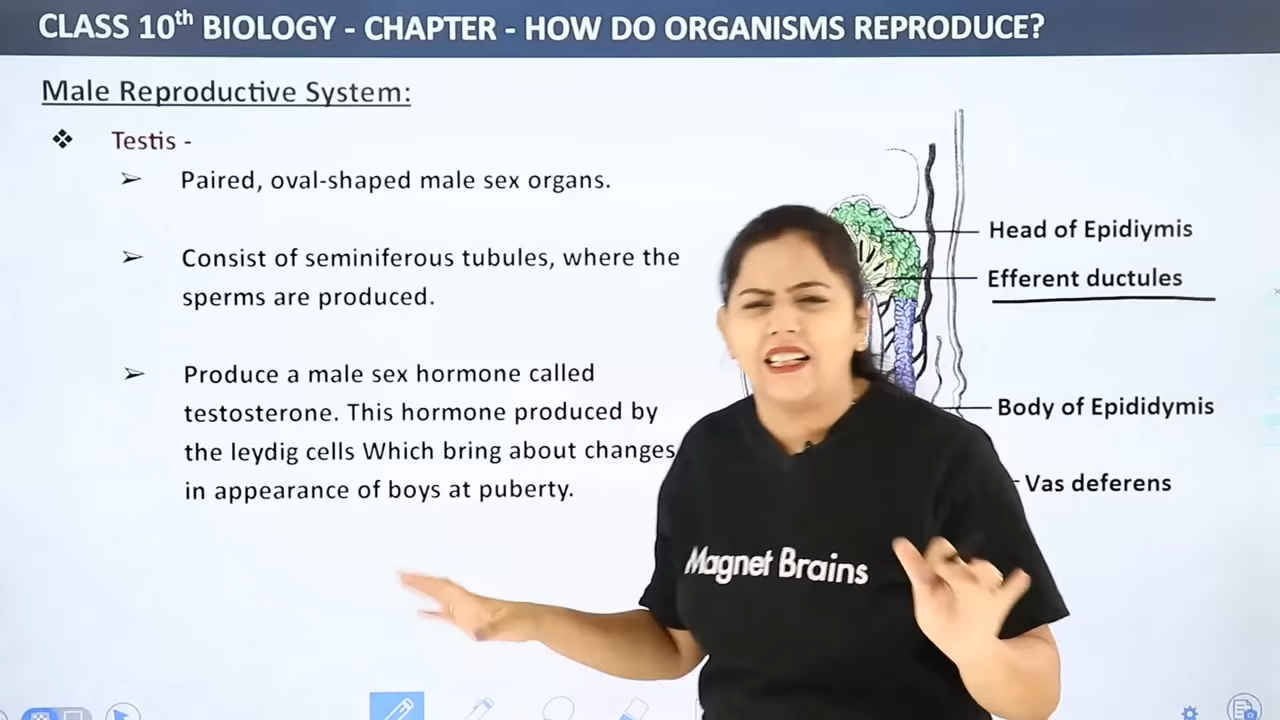 CLASS 10th BIOLOGY - CHAPTER - HOW DO ORGANISMS REPRODUCE?
Male Reproductive System:
❖ Testis -
➢ Paired, oval-shaped male sex organs.
➢ Consist of seminiferous tubules, where the
sperms are produced.
➢ Produce a male sex hormone called
testosterone. This hormone produced by
the leydig cells Which bring about changes
in appearance of boys at puberty.
Head of Epidiymis
Efferent ductules
Body of Epididymis
Vas deferens
Magnet Brains